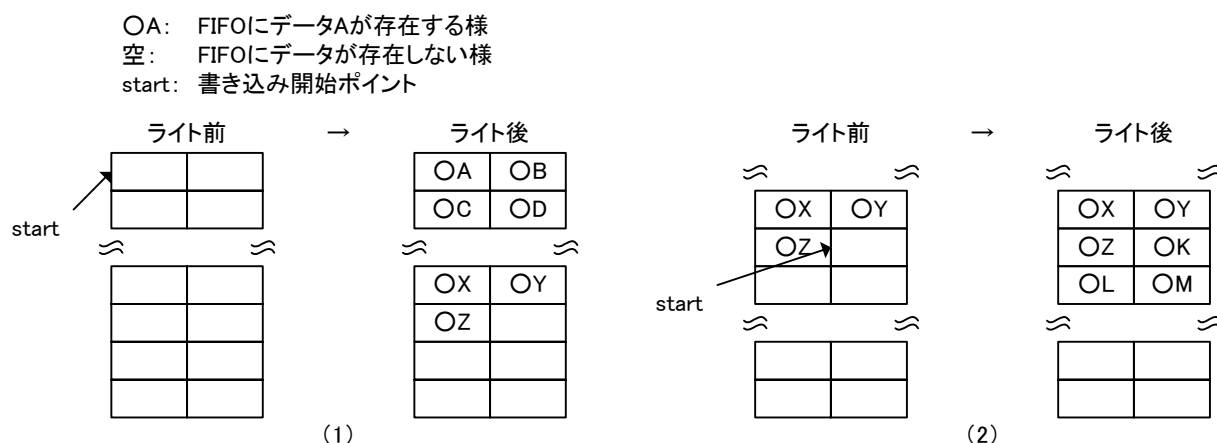 ○A: FIFOにデータAが存在する様
空: FIFOにデータが存在しない様
start: 書き込み開始ポイント
ライト前 → ライト後
start
○A ○B
○C ○D
○X ○Y
○Z
(1)
ライト前 → ライト後
○X ○Y
○Z
start
○X ○Y
○Z ○K
○L ○M
(2)